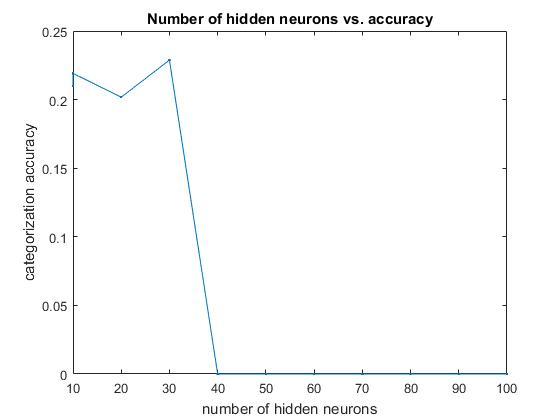 Number of hidden neurons vs. accuracy
0.25
0.2
0.15
0.1
0.05
0
categorization accuracy
10 20 30 40 50 60 70 80 90 100
number of hidden neurons